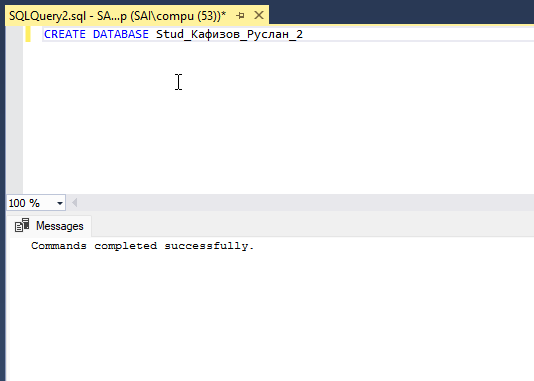 SQLQuery2.sql - SA...p (SAI\compu (53))*
CREATE DATABASE Stud_Кафизов_Руслан_2
100 %
Messages
Commands completed successfully.